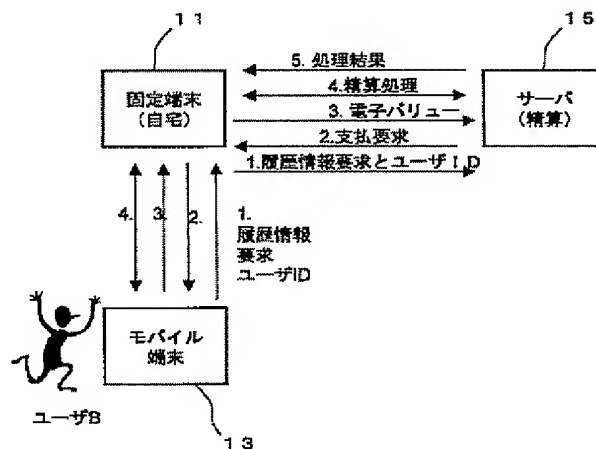 11
15
5. 処理結果
4.精算処理
3. 電子バリュー
2.支払要求
1.履歴情報要求とユーザID
固定端末
(自宅)
サーバ
(精算)
4.
3.
2.
1.
履歴情報
要求
ユーザID
モバイル
端末
ユーザB
13